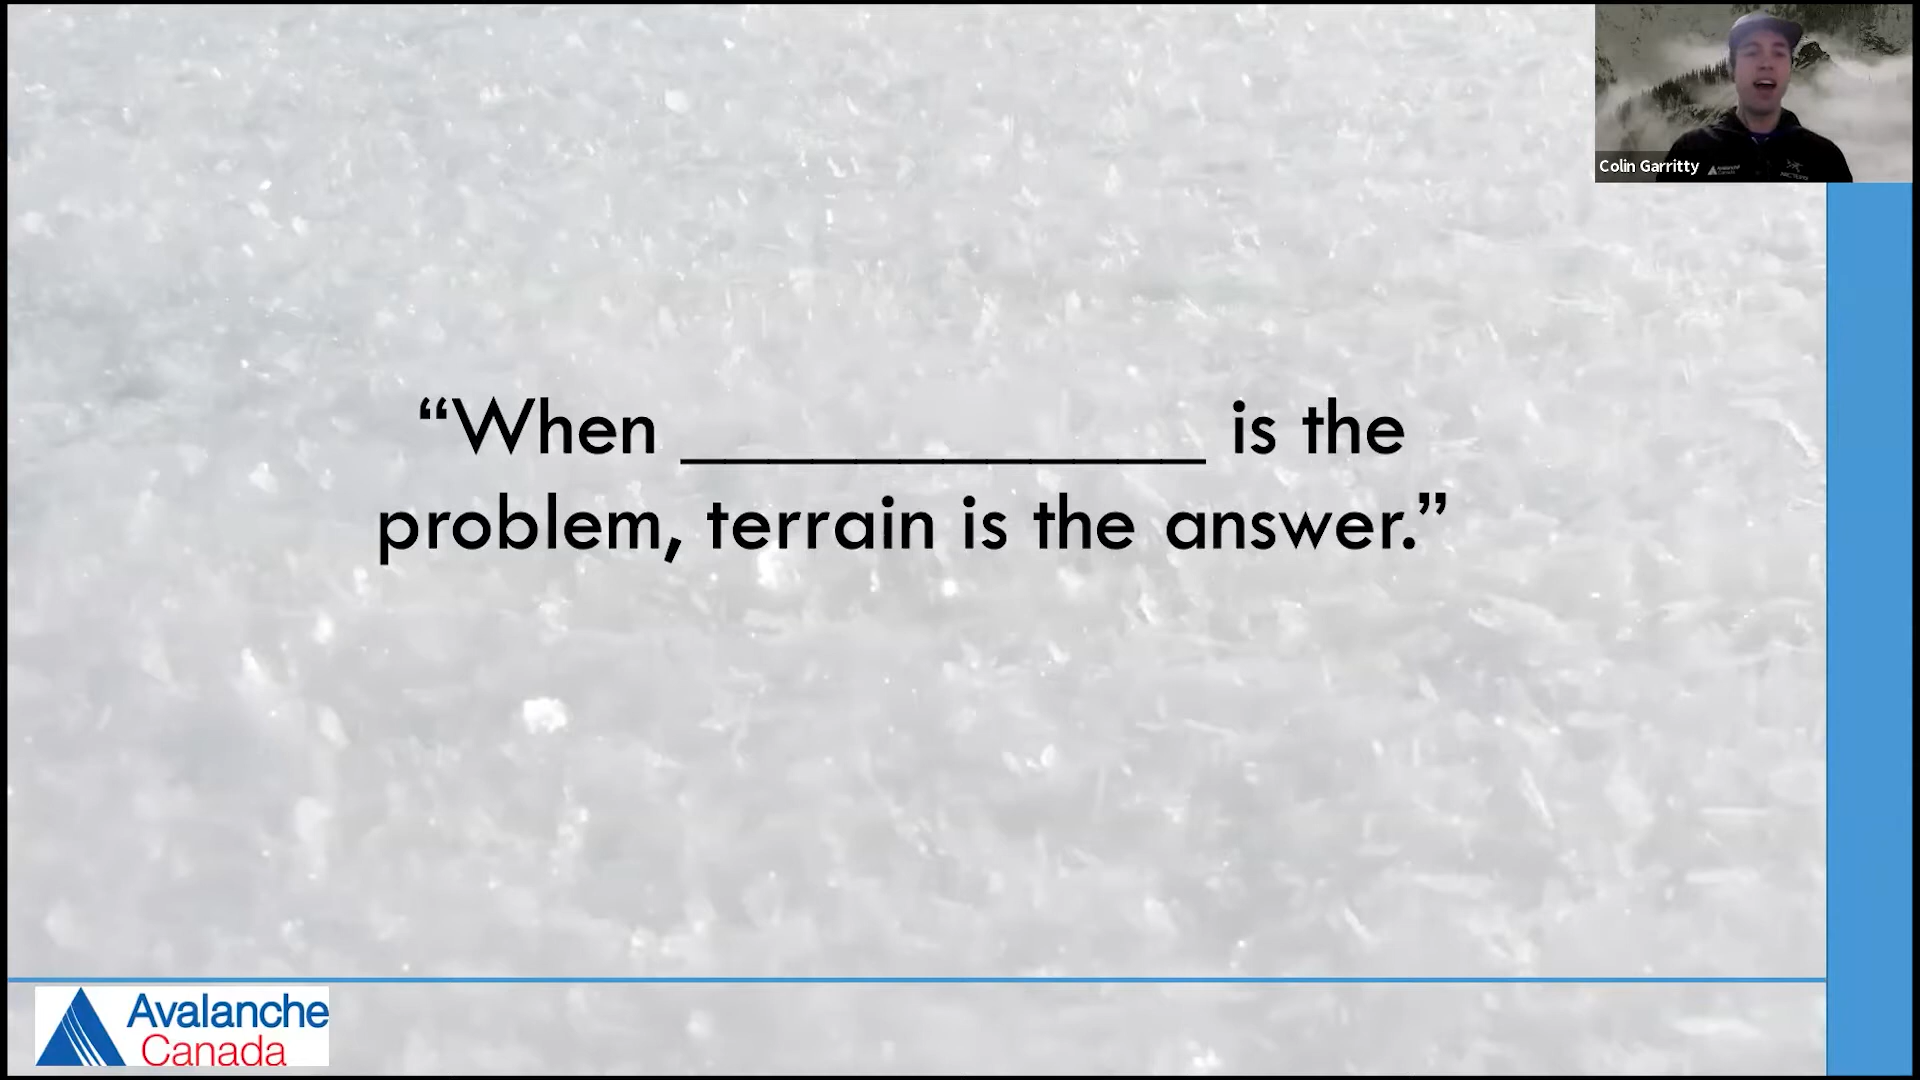 Colin Garritty
“When ______________ is the
problem, terrain is the answer.”
Avalanche
Canada